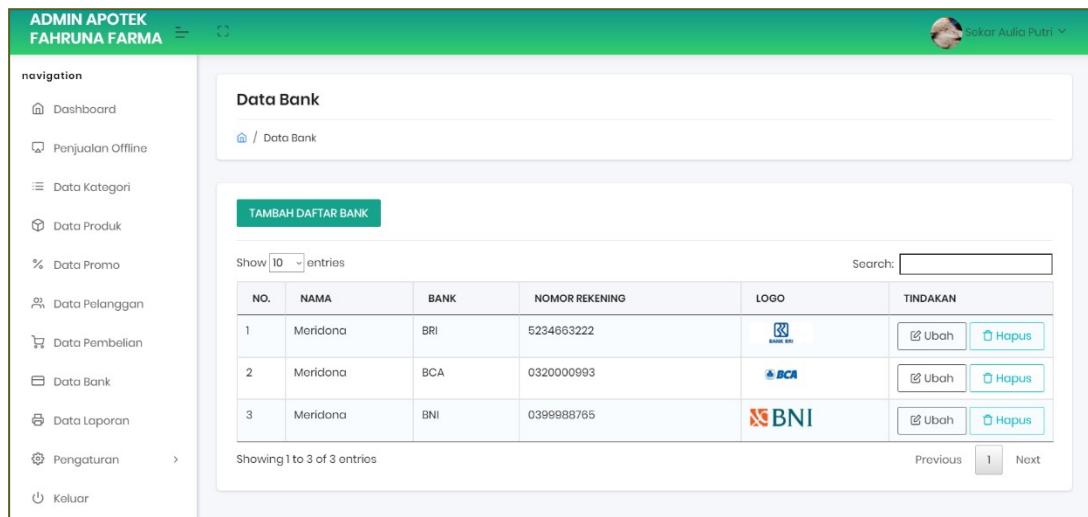 ADMIN APOTEK
FAHRUNA FARMA
Sekar Aulia Putri
navigation
Dashboard
Penjualan Offline
Data Kategori
Data Produk
Data Promo
Data Pelanggan
Data Pembelian
Data Bank
Data Laporan
Pengaturan
Keluar
Data Bank
/ Data Bank
TAMBAH DAFTAR BANK
Show 10 entries
Search:
NO. NAMA BANK NOMOR REKENING LOGO TINDAKAN
1 Meridona BRI 5234663222 BANK BRI Ubah Hapus
2 Meridona BCA 0320000993 BCA Ubah Hapus
3 Meridona BNI 0399988765 BNI Ubah Hapus
Showing 1 to 3 of 3 entries
Previous 1 Next